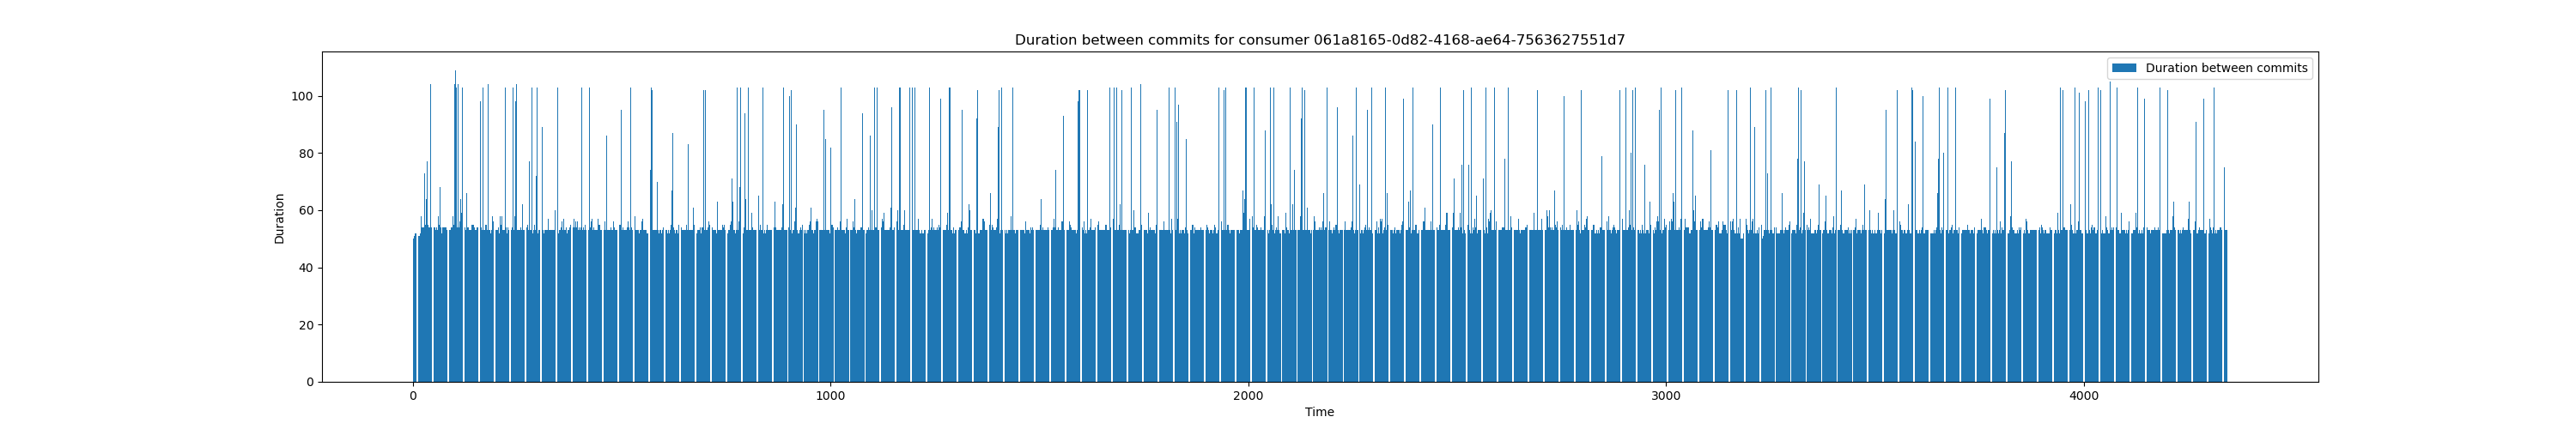 Duration between commits for consumer 061a8165-0d82-4168-ae64-7563627551d7
Duration between commits
100
80
60
40
20
0
Duration
0 1000 2000 3000 4000
Time